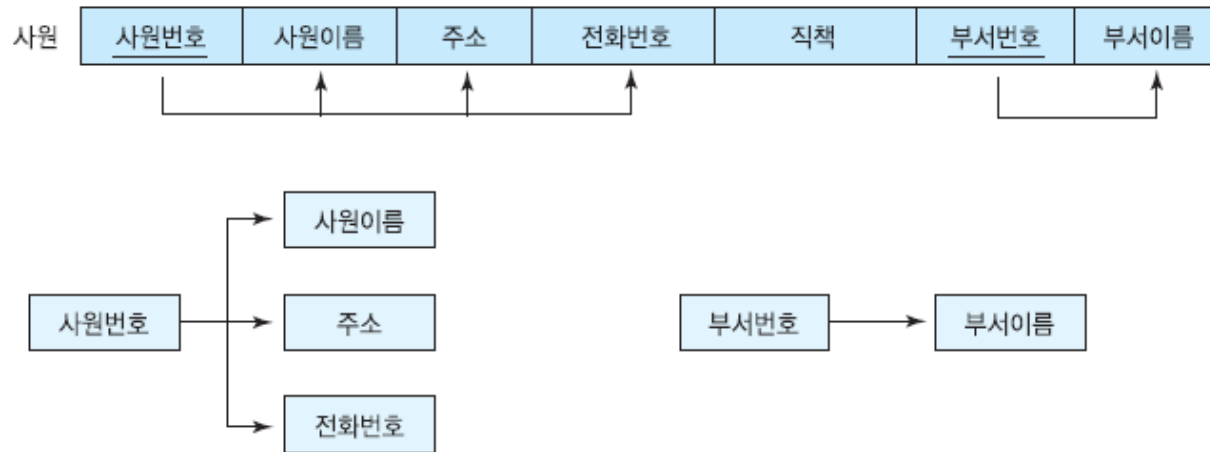 사원 사원번호 사원이름 주소 전화번호 직책 부서번호 부서이름
사원이름
사원번호 주소 부서번호 부서이름
전화번호